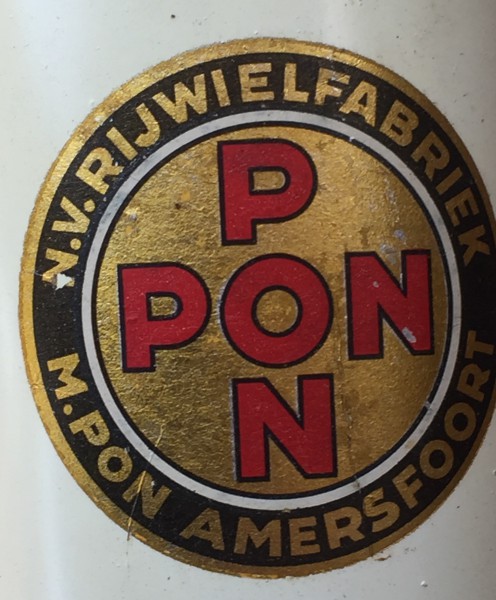 N.V. RIJWIELFABRIEK
P
PON
N
M. PON AMERSFOORT